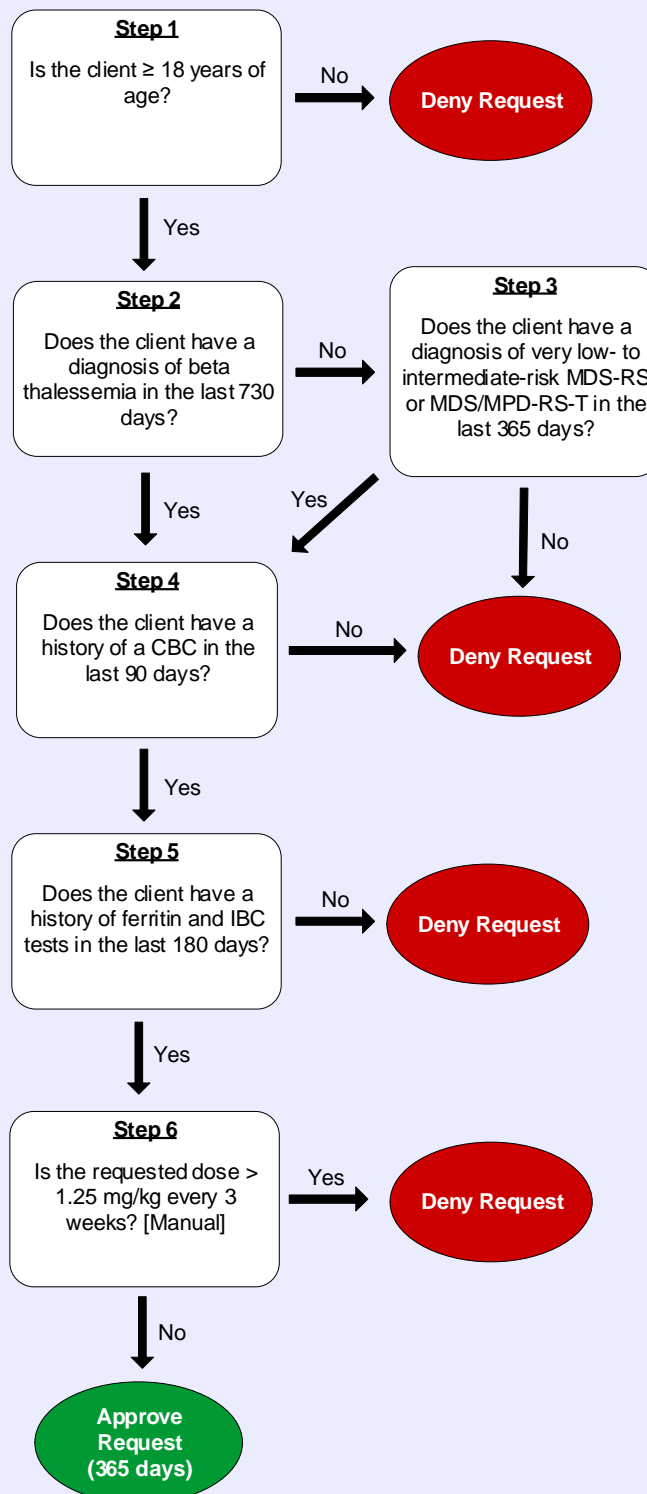 Step 1
Is the client ≥ 18 years of
age?
No
Deny Request
Yes
Step 2
Does the client have a
diagnosis of beta
thalessemia in the last 730
days?
No
Step 3
Does the client have a
diagnosis of very low- to
intermediate-risk MDS-RS
or MDS/MPD-RS-T in the
last 365 days?
Yes
Yes
No
Step 4
Does the client have a
history of a CBC in the
last 90 days?
No
Deny Request
Yes
Step 5
Does the client have a
history of ferritin and IBC
tests in the last 180 days?
No
Deny Request
Yes
Step 6
Is the requested dose >
1.25 mg/kg every 3
weeks? [Manual]
Yes
Deny Request
No
Approve
Request
(365 days)